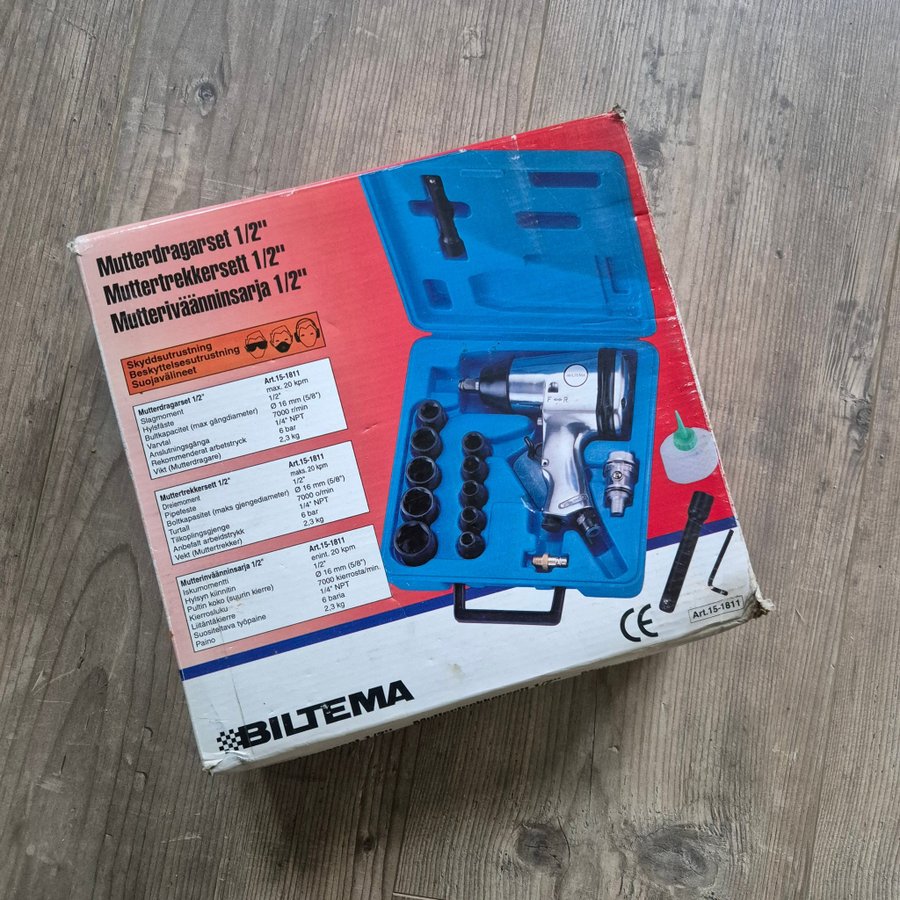 Mutterdragarset 1/2"
Muttertrekkersett 1/2"
Mutteriväänninsarja 1/2"
Skyddsutrustning
Beskyttelsesutrustning
Suojavälineet
Mutterdragarset 1/2" Art.15-1811
Slagmoment max. 20 kpm
Hylsfäste 1/2"
Bultkapacitet (max gängdiameter) Ø 16 mm (5/8")
Varvtal 7000 r/min
Anslutningsgänga 1/4" NPT
Rekommenderat arbetstryck 6 bar
Vikt (Mutterdragare) 2,3 kg
Muttertrekkersett 1/2" Art.15-1811
Dreiemoment maks. 20 kpm
Pipefeste 1/2"
Boltkapasitet (maks gjengediameter) Ø 16 mm (5/8")
Turtall 7000 o/min
Tilkoplingsgjenge 1/4" NPT
Anbefalt arbeidstrykk 6 bar
Vekt (Muttertrekker) 2,3 kg
Mutterinväänninsarja 1/2" Art.15-1811
Iskumomentti enint. 20 kpm
Hylsyn kiinnitin 1/2"
Pultin koko (suurin kierre) Ø 16 mm (5/8")
Kierrosluku 7000 kierrosta/min.
Liitäntäkierre 1/4" NPT
Suositeltava työpaine 6 baria
Paino 2,3 kg
BILTEMA
F R
CE
Art.15-1811
BILTEMA